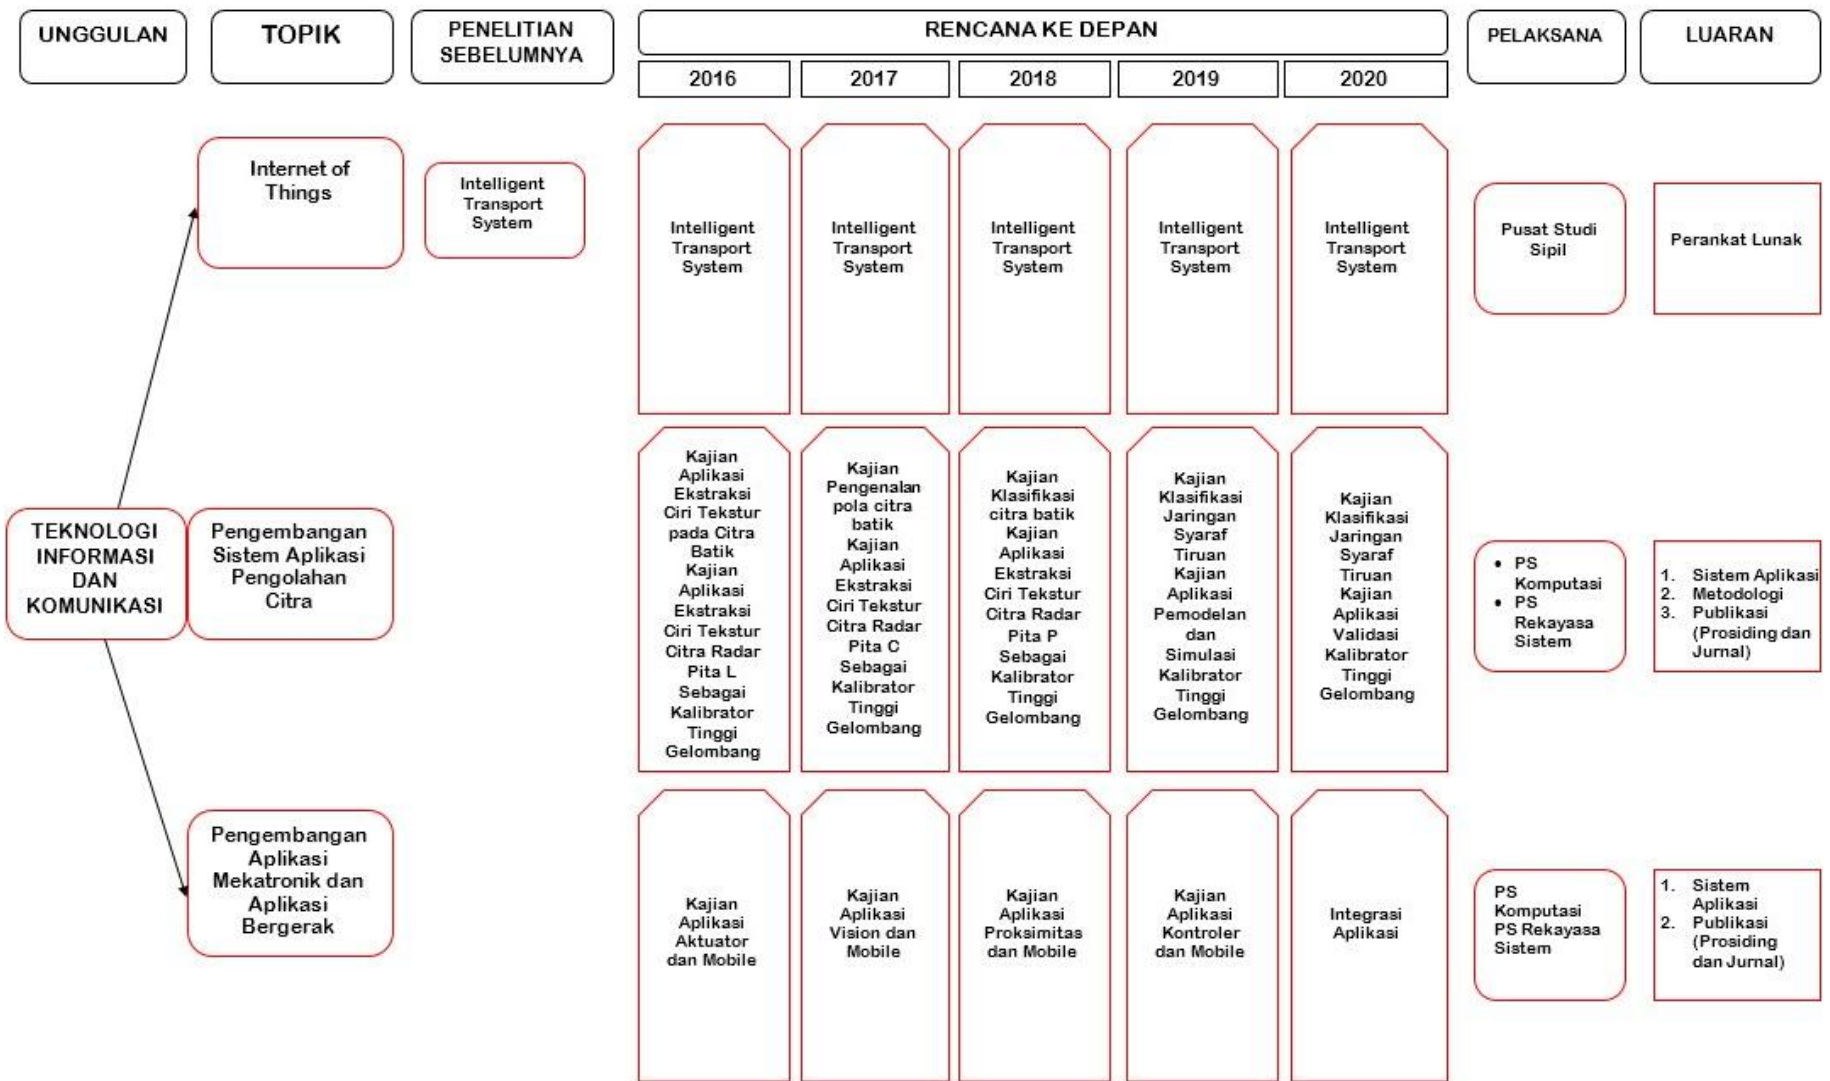 UNGGULAN
TOPIK
PENELITIAN
SEBELUMNYA
RENCANA KE DEPAN
2016
2017
2018
2019
2020
PELAKSANA
LUARAN
Internet of
Things
Intelligent
Transport
System
Intelligent
Transport
System
Intelligent
Transport
System
Intelligent
Transport
System
Intelligent
Transport
System
Intelligent
Transport
System
Pusat Studi
Sipil
Perankat Lunak
TEKNOLOGI
INFORMASI
DAN
KOMUNIKASI
Pengembangan
Sistem Aplikasi
Pengolahan
Citra
Kajian
Aplikasi
Ekstraksi
Ciri Tekstur
pada Citra
Batik
Kajian
Aplikasi
Ekstraksi
Ciri Tekstur
Citra Radar
Pita L
Sebagai
Kalibrator
Tinggi
Gelombang
Kajian
Pengenalan
pola citra
batik
Kajian
Aplikasi
Ekstraksi
Ciri Tekstur
Citra Radar
Pita C
Sebagai
Kalibrator
Tinggi
Gelombang
Kajian
Klasifikasi
citra batik
Kajian
Aplikasi
Ekstraksi
Ciri Tekstur
Citra Radar
Pita P
Sebagai
Kalibrator
Tinggi
Gelombang
Kajian
Klasifikasi
Jaringan
Syaraf
Tiruan
Kajian
Aplikasi
Pemodelan
dan
Simulasi
Kalibrator
Tinggi
Gelombang
Kajian
Klasifikasi
Jaringan
Syaraf
Tiruan
Kajian
Aplikasi
Validasi
Kalibrator
Tinggi
Gelombang
• PS
Komputasi
• PS
Rekayasa
Sistem
1. Sistem Aplikasi
2. Metodologi
3. Publikasi
(Prosiding dan
Jurnal)
Pengembangan
Aplikasi
Mekatronik dan
Aplikasi
Bergerak
Kajian
Aplikasi
Aktuator
dan Mobile
Kajian
Aplikasi
Vision dan
Mobile
Kajian
Aplikasi
Proksimitas
dan Mobile
Kajian
Aplikasi
Kontroler
dan Mobile
Integrasi
Aplikasi
PS
Komputasi
PS Rekayasa
Sistem
1. Sistem
Aplikasi
2. Publikasi
(Prosiding
dan Jurnal)